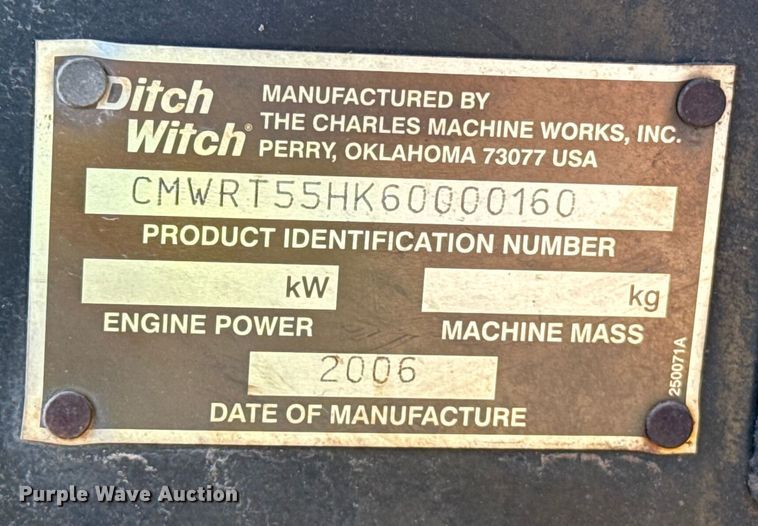 Ditch Witch®
MANUFACTURED BY
THE CHARLES MACHINE WORKS, INC.
PERRY, OKLAHOMA 73077 USA
CMWRT55HK60000160
PRODUCT IDENTIFICATION NUMBER
kW
ENGINE POWER
kg
MACHINE MASS
2006
DATE OF MANUFACTURE
250071A
Purple Wave Auction